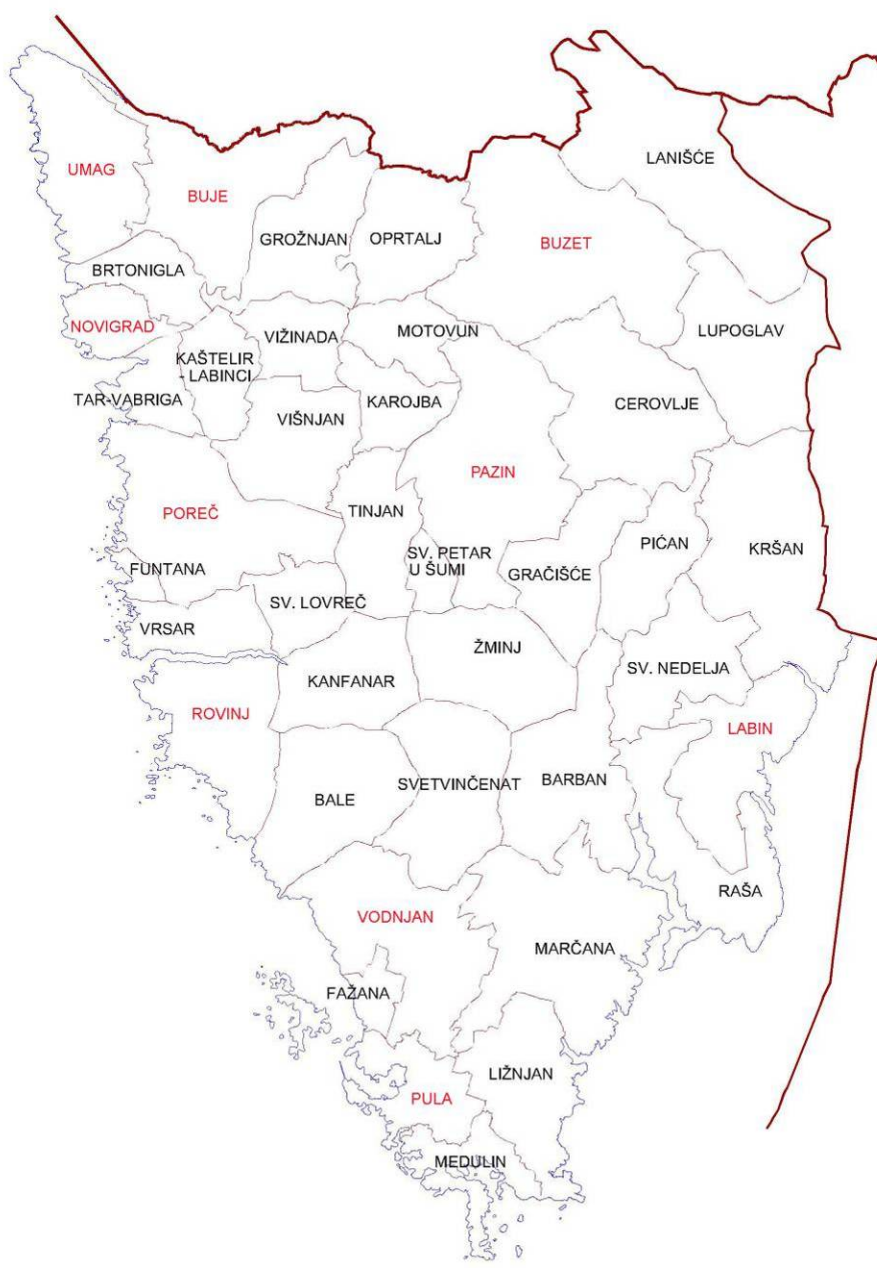 LANIŠĆE
UMAG
BUJE
GROŽNJAN
OPRTALJ
BUZET
BRTONIGLA
NOVIGRAD
VIŽINADA
MOTOVUN
LUPOGLAV
KAŠTELIR
- LABINCI
TAR-VABRIGA
KAROJBA
CEROVLJE
VIŠNJAN
PAZIN
POREČ
TINJAN
PIĆAN
KRŠAN
SV. PETAR
U ŠUMI
FUNTANA
GRAČIŠĆE
SV. LOVREČ
VRSAR
ŽMINJ
SV. NEDELJA
KANFANAR
ROVINJ
LABIN
SVETVINČENAT
BARBAN
BALE
RAŠA
VODNJAN
MARČANA
FAŽANA
LIŽNJAN
PULA
MEDULIN